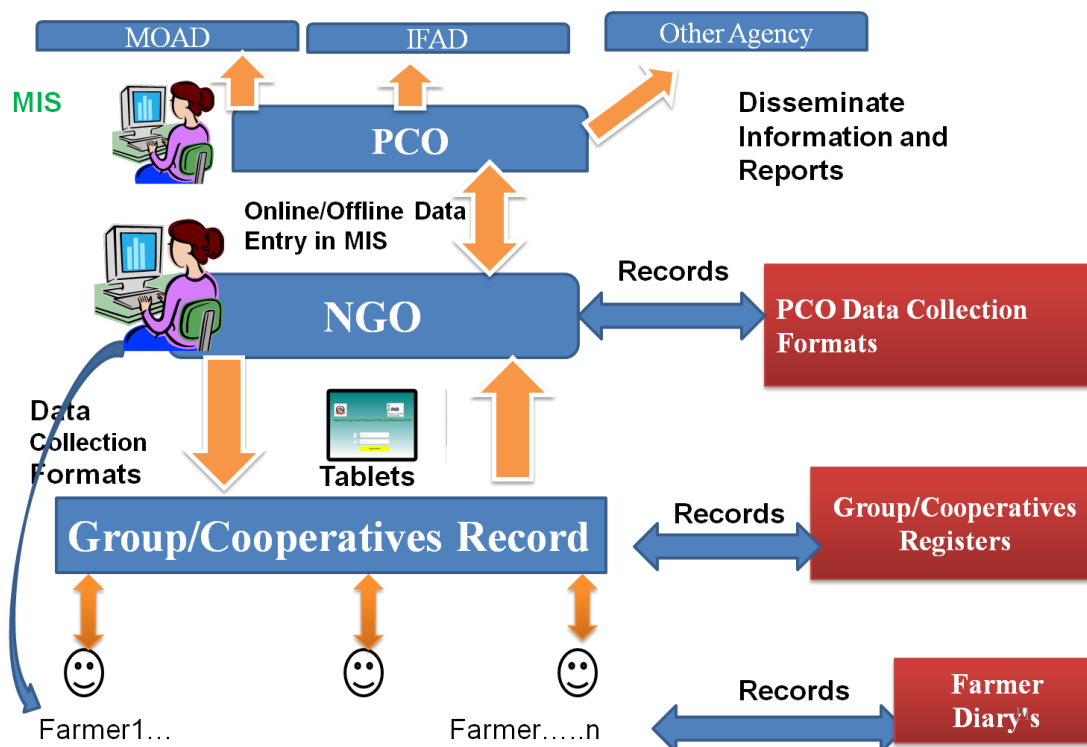 MOAD
IFAD
Other Agency
MIS
PCO
Disseminate
Information and
Reports
Online/Offline Data
Entry in MIS
Records
NGO
PCO Data Collection
Formats
Data
Collection
Formats
IFAD
Tablets
Group/Cooperatives Record
Records
Group/Cooperatives
Registers
Records
Farmer
Diary's
Farmer1...
Farmer.....n